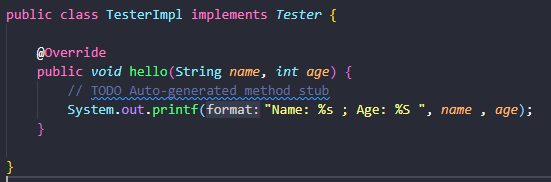 public class TesterImpl implements Tester {
@Override
public void hello(String name, int age) {
// TODO Auto-generated method stub
System.out.printf(format:"Name: %s ; Age: %S ", name , age);
}
}